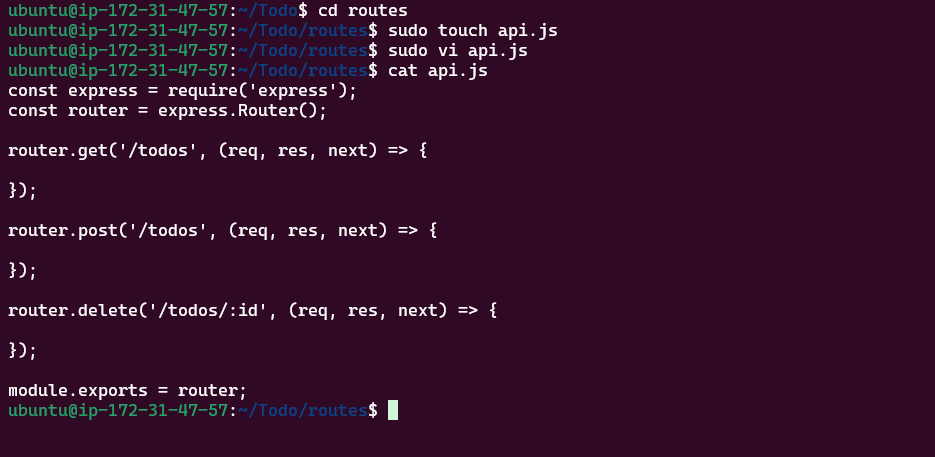 ubuntu@ip-172-31-47-57:~/Todo$ cd routes
ubuntu@ip-172-31-47-57:~/Todo/routes$ sudo touch api.js
ubuntu@ip-172-31-47-57:~/Todo/routes$ sudo vi api.js
ubuntu@ip-172-31-47-57:~/Todo/routes$ cat api.js
const express = require('express');
const router = express.Router();
router.get('/todos', (req, res, next) => {
});
router.post('/todos', (req, res, next) => {
});
router.delete('/todos/:id', (req, res, next) => {
});
module.exports = router;
ubuntu@ip-172-31-47-57:~/Todo/routes$